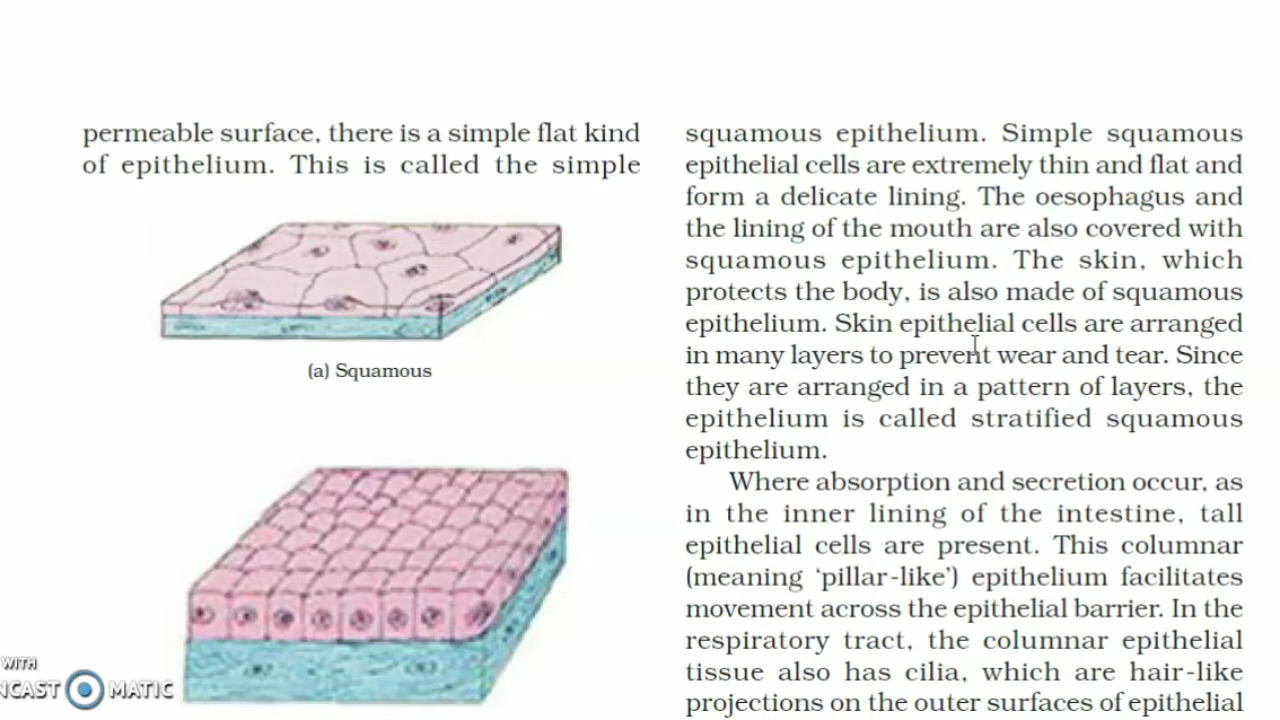 permeable surface, there is a simple flat kind
of epithelium. This is called the simple
(a) Squamous
squamous epithelium. Simple squamous
epithelial cells are extremely thin and flat and
form a delicate lining. The oesophagus and
the lining of the mouth are also covered with
squamous epithelium. The skin, which
protects the body, is also made of squamous
epithelium. Skin epithelial cells are arranged
in many layers to prevent wear and tear. Since
they are arranged in a pattern of layers, the
epithelium is called stratified squamous
epithelium.
Where absorption and secretion occur, as
in the inner lining of the intestine, tall
epithelial cells are present. This columnar
(meaning ‘pillar-like’) epithelium facilitates
movement across the epithelial barrier. In the
respiratory tract, the columnar epithelial
tissue also has cilia, which are hair-like
projections on the outer surfaces of epithelial
WITH
NCAST MATIC